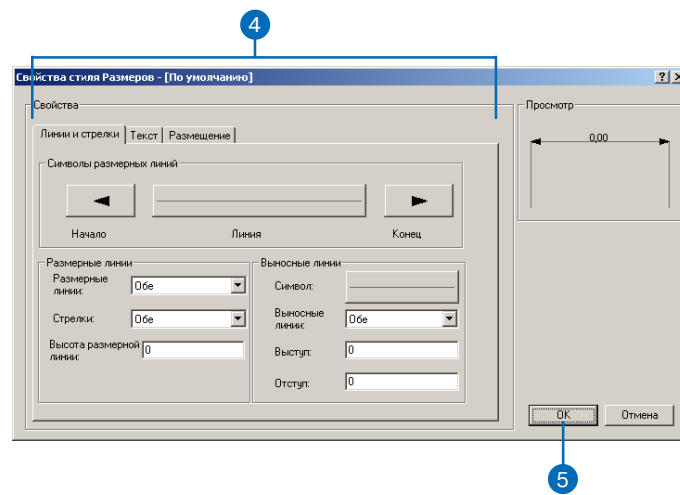 4
Свойства стиля Размеров - [По умолчанию]
Свойства
Линии и стрелки Текст Размещение
Символы размерных линий
Начало Линия Конец
Размерные линии
Размерные линии: Обе
Стрелки: Обе
Высота размерной линии: 0
Выносные линии
Символ:
Выносные линии: Обе
Выступ: 0
Отступ: 0
Просмотр
0,00
OK Отмена
5